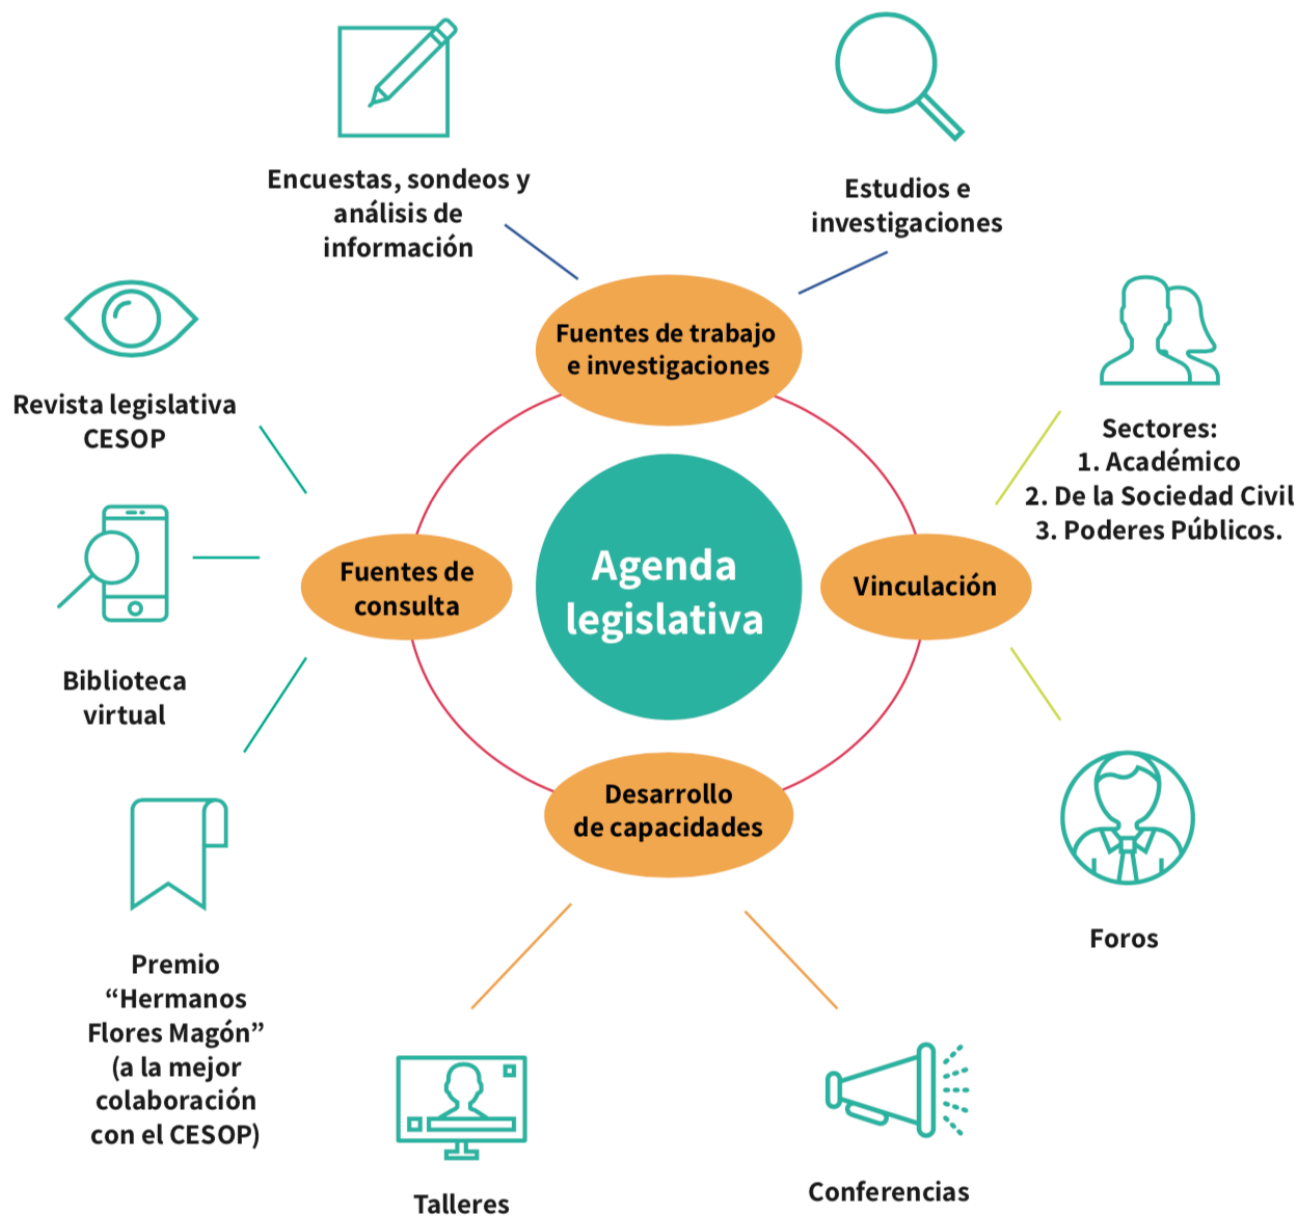 Encuestas, sondeos y
análisis de
información
Estudios e
investigaciones
Fuentes de trabajo
e investigaciones
Revista legislativa
CESOP
Sectores:
1. Académico
2. De la Sociedad Civil
3. Poderes Públicos.
Fuentes de
consulta
Agenda
legislativa
Vinculación
Biblioteca
virtual
Desarrollo
de capacidades
Premio
“Hermanos
Flores Magón”
(a la mejor
colaboración
con el CESOP)
Foros
Talleres
Conferencias